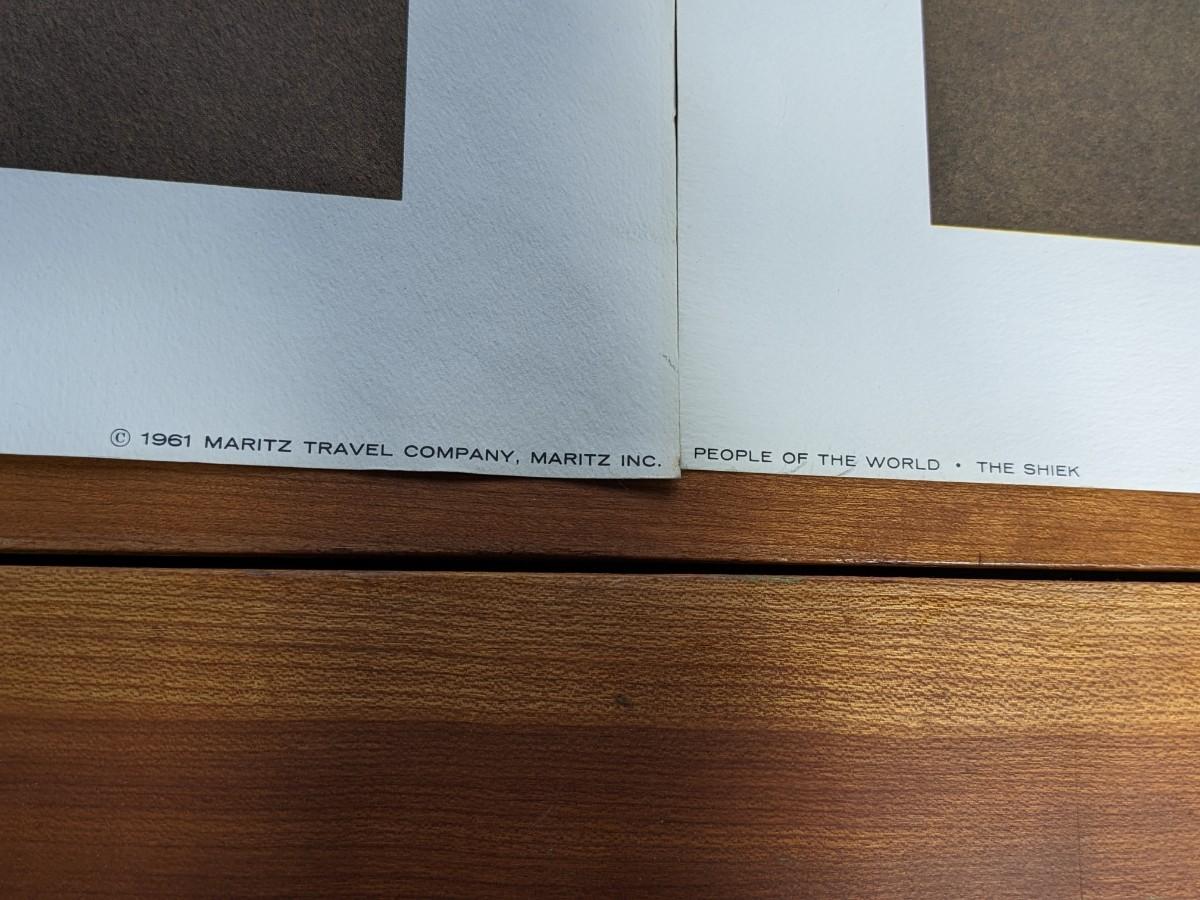 © 1961 MARITZ TRAVEL COMPANY, MARITZ INC.
PEOPLE OF THE WORLD • THE SHIEK